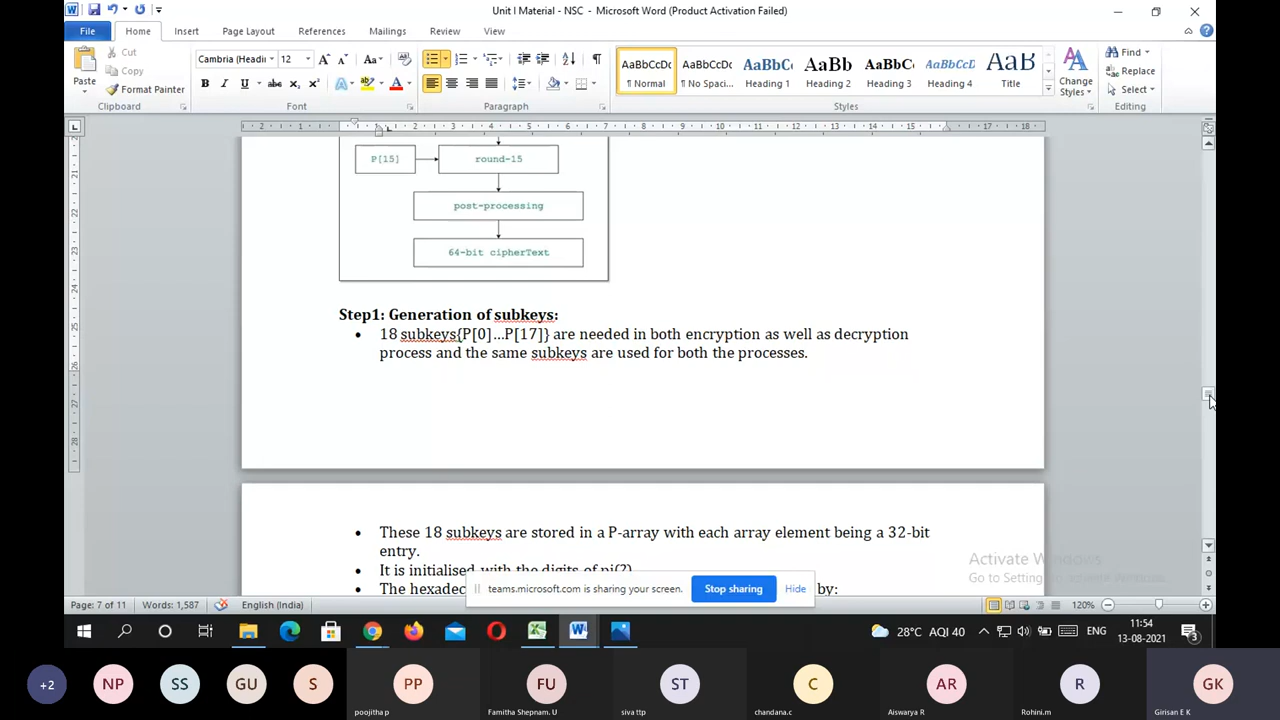 Unit I Material - NSC - Microsoft Word (Product Activation Failed)
File Home Insert Page Layout References Mailings Review View
Cut
Copy
Format Painter
Paste
Clipboard
Cambria (Headi 12
Font
Paragraph
AaBbCcDc AaBbCcDc AaBbC AaBb AaBbC AaBbCcD AaB
¶ Normal ¶ No Spaci... Heading 1 Heading 2 Heading 3 Heading 4 Title
Change Styles
Styles
Find
Replace
Select
Editing
P[15] round-15
post-processing
64-bit cipherText
Step1: Generation of subkeys:
• 18 subkeys{P[0]…P[17]} are needed in both encryption as well as decryption
process and the same subkeys are used for both the processes.
• These 18 subkeys are stored in a P-array with each array element being a 32-bit
entry.
• It is initialised with the digits of pi(?).
• The hexadec by:
Activate Windows
Go to Setting
teams.microsoft.com is sharing your screen. Stop sharing Hide
Page: 7 of 11 Words: 1,587 English (India) 120%
28°C AQI 40 ENG 11:54
13-08-2021 3
+2 NP SS GU S PP FU ST C AR R GK
poojitha p Famitha Shepnam. U siva ttp chandana.c Aiswarya R Rohini.m Girisan E K